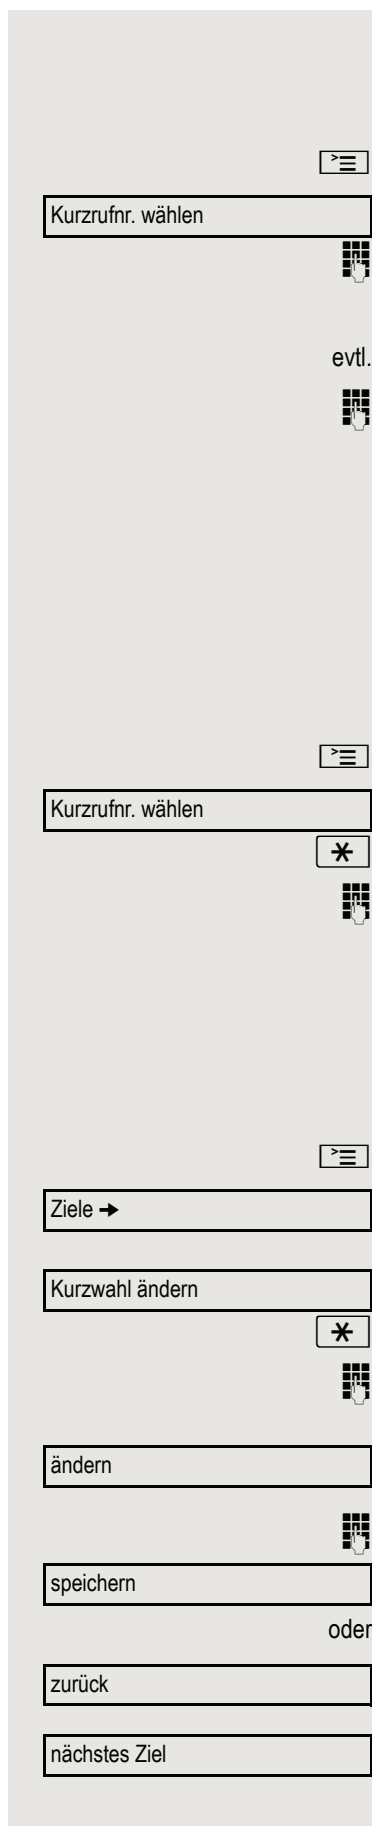 Kurzrufnr. wählen
evtl.
Kurzrufnr. wählen
Ziele ➔
Kurzwahl ändern
ändern
speichern
oder
zurück
nächstes Ziel